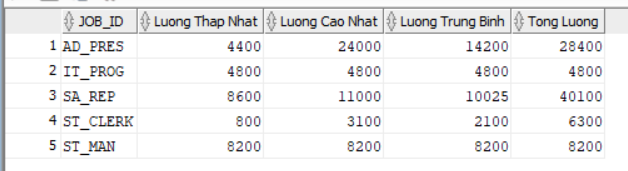 JOB_ID Luong Thap Nhat Luong Cao Nhat Luong Trung Binh Tong Luong
1 AD_PRES 4400 24000 14200 28400
2 IT_PROG 4800 4800 4800 4800
3 SA_REP 8600 11000 10025 40100
4 ST_CLERK 800 3100 2100 6300
5 ST_MAN 8200 8200 8200 8200